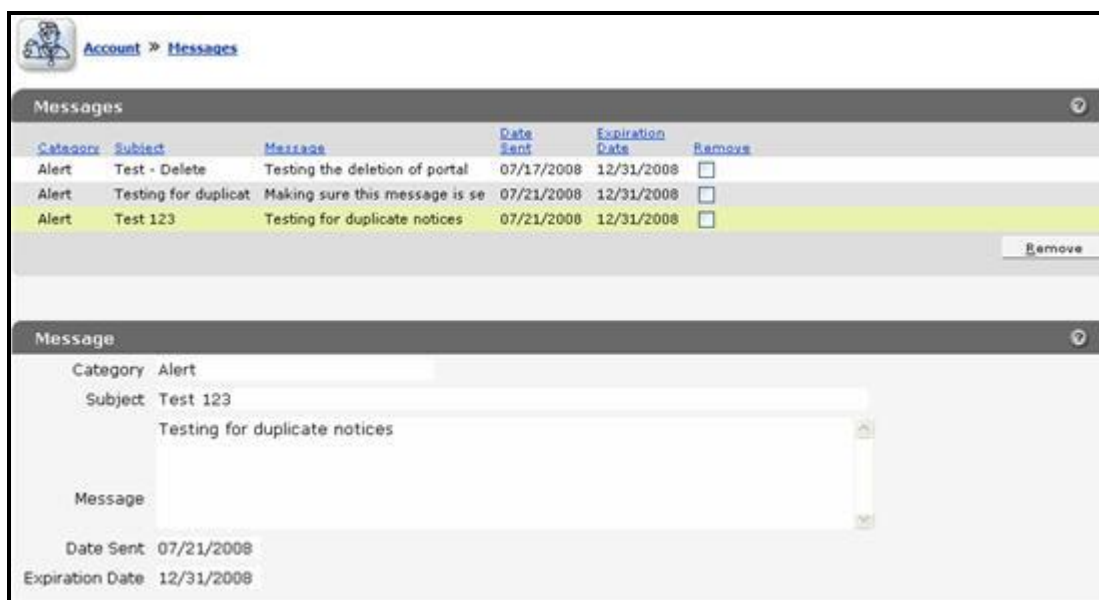 Account » Messages
Messages
Category Subject Message Date Sent Expiration Date Remove
Alert Test - Delete Testing the deletion of portal 07/17/2008 12/31/2008
Alert Testing for duplicat Making sure this message is se 07/21/2008 12/31/2008
Alert Test 123 Testing for duplicate notices 07/21/2008 12/31/2008
Remove
Message
Category Alert
Subject Test 123
Testing for duplicate notices
Message
Date Sent 07/21/2008
Expiration Date 12/31/2008